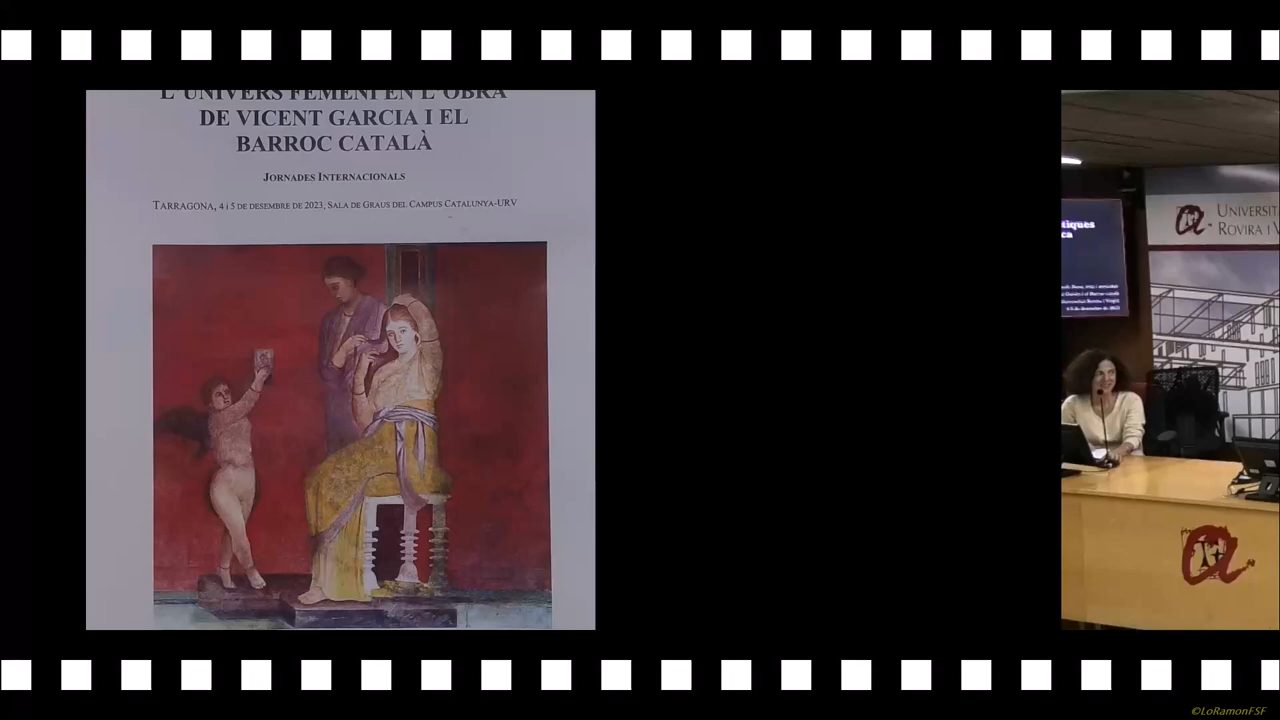 L'UNIVERS FEMENÍ EN L'OBRA
DE VICENT GARCIA I EL
BARROC CATALÀ
JORNADES INTERNACIONALS
TARRAGONA, 4 i 5 DE DESEMBRE DE 2023, SALA DE GRAUS DEL CAMPUS CATALUNYA-URV
UNIVERSIT
ROVIRA I V
©LoRamonFSF